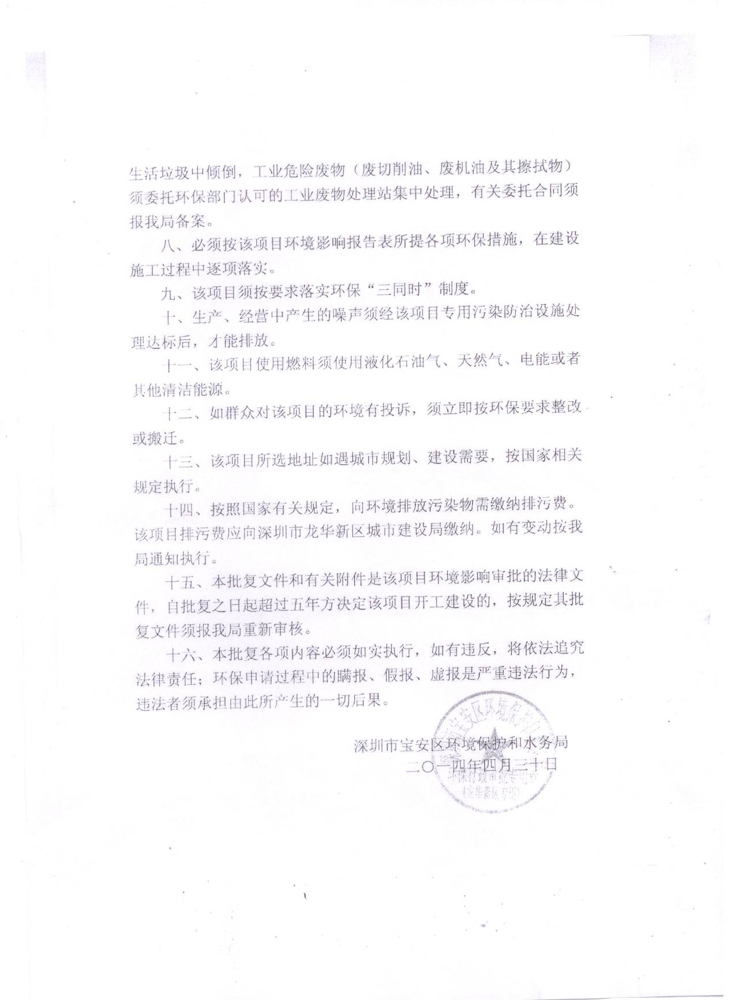 生活垃圾中倾倒，工业危险废物（废切削油、废机油及其擦拭物）
须委托环保部门认可的工业废物处理站集中处理，有关委托合同须
报我局备案。
八、必须按该项目环境影响报告表所提各项环保措施，在建设
施工过程中逐项落实。
九、该项目须按要求落实环保“三同时”制度。
十、生产、经营中产生的噪声须经该项目专用污染防治设施处
理达标后，才能排放。
十一、该项目使用燃料须使用液化石油气、天然气、电能或者
其他清洁能源。
十二、如群众对该项目的环境有投诉，须立即按环保要求整改
或搬迁。
十三、该项目所选地址如遇城市规划、建设需要，按国家相关
规定执行。
十四、按照国家有关规定，向环境排放污染物需缴纳排污费。
该项目排污费应向深圳市龙华新区城市建设局缴纳。如有变动按我
局通知执行。
十五、本批复文件和有关附件是该项目环境影响审批的法律文
件，自批复之日起超过五年方决定该项目开工建设的，按规定其批
复文件须报我局重新审核。
十六、本批复各项内容必须如实执行，如有违反，将依法追究
法律责任；环保申请过程中的瞒报、假报、虚报是严重违法行为，
违法者须承担由此所产生的一切后果。
市宝安区环境保护
深圳市宝安区环境保护和水务局
二〇一四年四月三十日
环保行政审批专用章
（龙华新区专用）